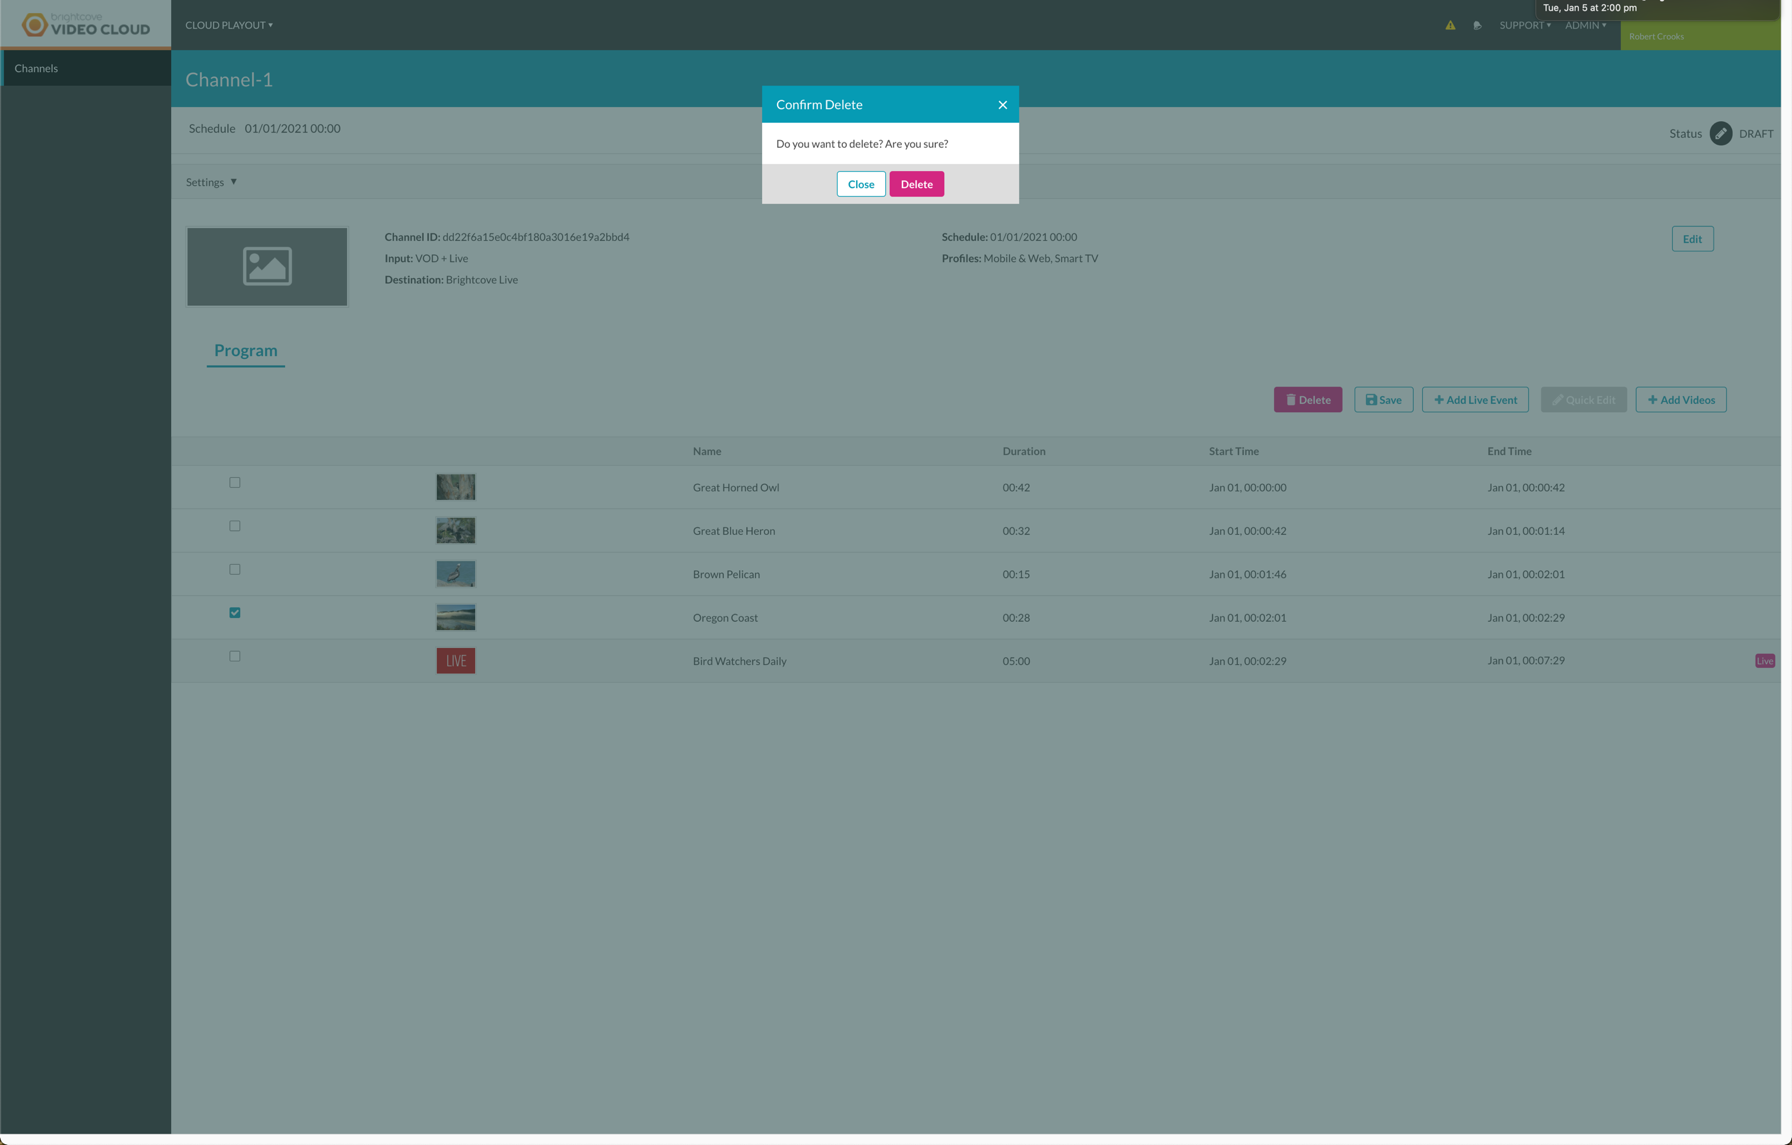 Tue, Jan 5 at 2:00 pm
brightcove
VIDEO CLOUD
CLOUD PLAYOUT
SUPPORT
ADMIN
Robert Crooks
Channels
Channel-1
Confirm Delete
Do you want to delete? Are you sure?
Close Delete
Schedule 01/01/2021 00:00
Status DRAFT
Settings
Channel ID: dd22f6a15e0c4bf180a3016e19a2bbd4
Input: VOD + Live
Destination: Brightcove Live
Schedule: 01/01/2021 00:00
Profiles: Mobile & Web, Smart TV
Edit
Program
Delete Save + Add Live Event Quick Edit + Add Videos
Name Duration Start Time End Time
Great Horned Owl 00:42 Jan 01, 00:00:00 Jan 01, 00:00:42
Great Blue Heron 00:32 Jan 01, 00:00:42 Jan 01, 00:01:14
Brown Pelican 00:15 Jan 01, 00:01:46 Jan 01, 00:02:01
Oregon Coast 00:28 Jan 01, 00:02:01 Jan 01, 00:02:29
LIVE Bird Watchers Daily 05:00 Jan 01, 00:02:29 Jan 01, 00:07:29 Live